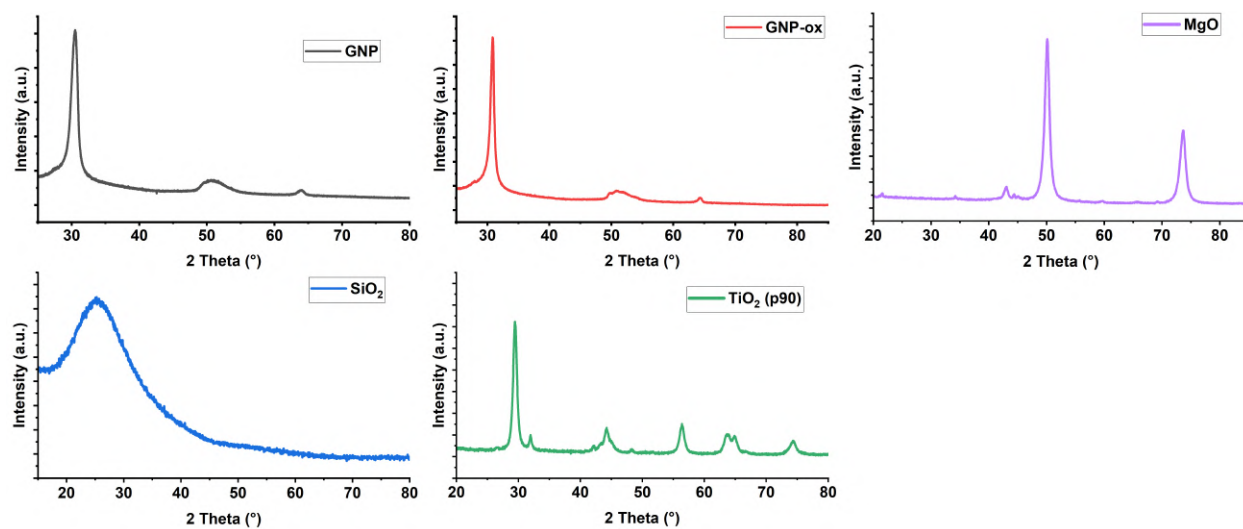 GNP
Intensity (a.u.)
30 40 50 60 70 80
2 Theta (°)
GNP-ox
Intensity (a.u.)
30 40 50 60 70 80
2 Theta (°)
MgO
Intensity (a.u.)
20 30 40 50 60 70 80
2 Theta (°)
SiO₂
Intensity (a.u.)
20 30 40 50 60 70 80
2 Theta (°)
TiO₂ (p90)
Intensity (a.u.)
20 30 40 50 60 70 80
2 Theta (°)